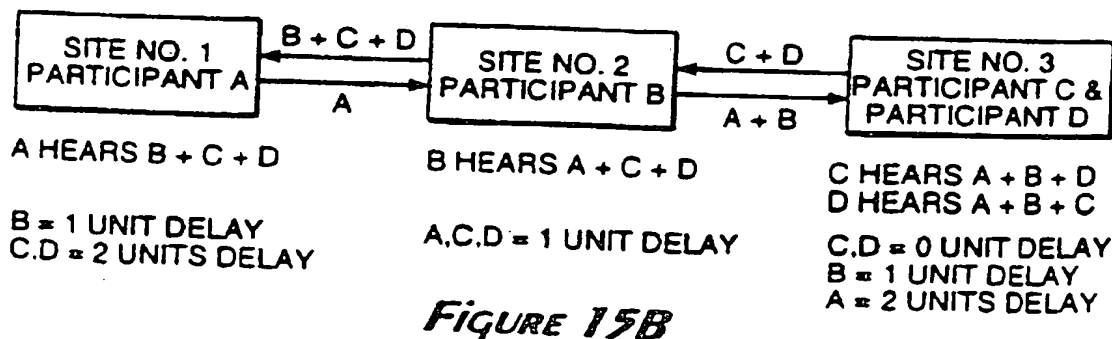 SITE NO. 1
PARTICIPANT A
B + C + D
A
SITE NO. 2
PARTICIPANT B
C + D
A + B
SITE NO. 3
PARTICIPANT C &
PARTICIPANT D
A HEARS B + C + D
B = 1 UNIT DELAY
C,D = 2 UNITS DELAY
B HEARS A + C + D
A,C,D = 1 UNIT DELAY
C HEARS A + B + D
D HEARS A + B + C
C,D = 0 UNIT DELAY
B = 1 UNIT DELAY
A = 2 UNITS DELAY
FIGURE 15B